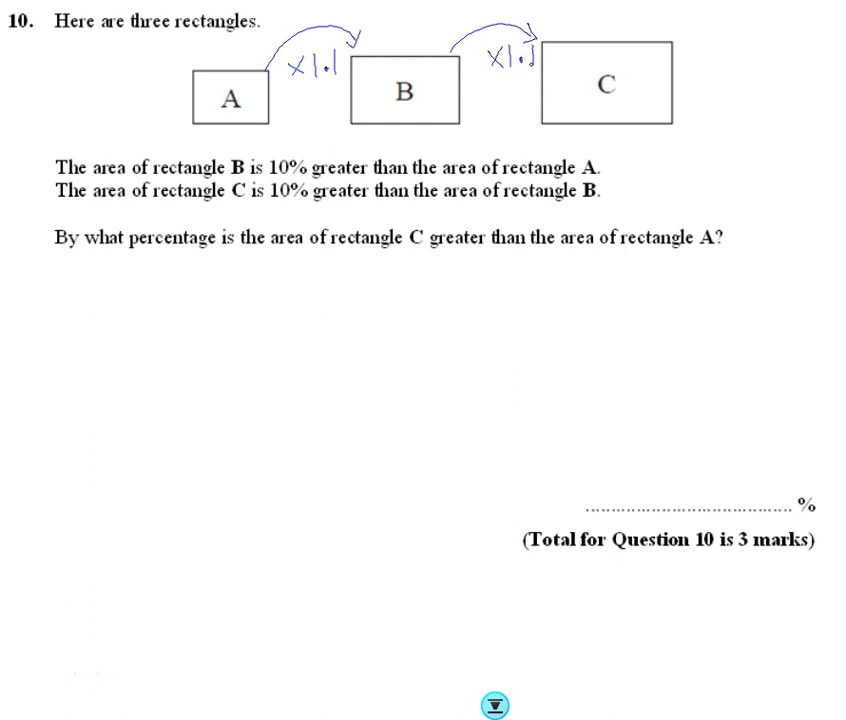 10. Here are three rectangles.
×1.1 ×1.1
A B C
The area of rectangle B is 10% greater than the area of rectangle A.
The area of rectangle C is 10% greater than the area of rectangle B.
By what percentage is the area of rectangle C greater than the area of rectangle A?
........................................ %
(Total for Question 10 is 3 marks)